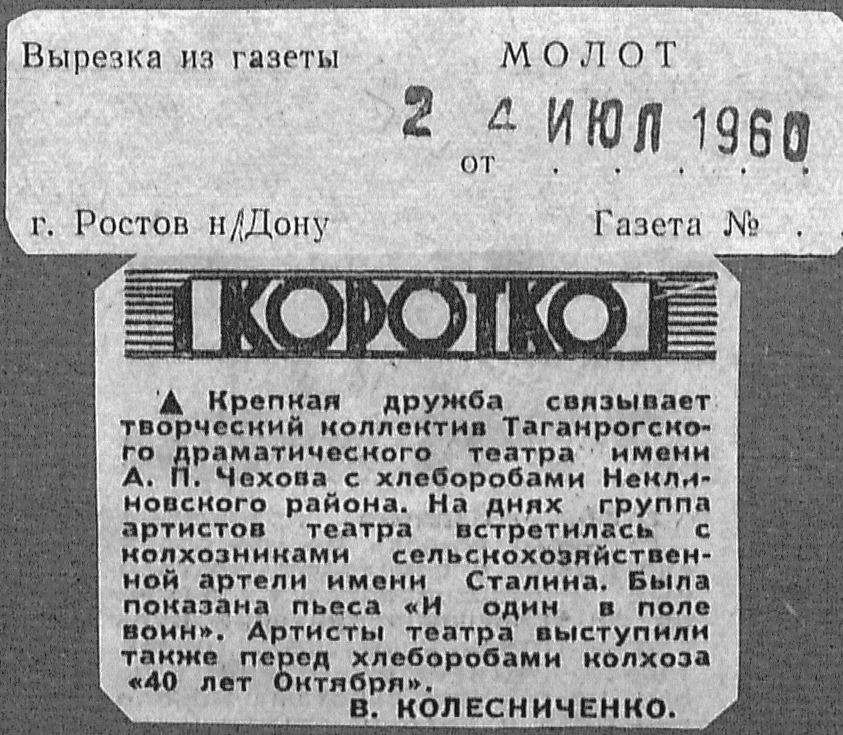 Вырезка из газеты МОЛОТ
2 4 ИЮЛ 1960
от . . . . .
г. Ростов н/Дону Газета № . .
КОРОТКО
▲ Крепкая дружба связывает
творческий коллектив Таганрогско-
го драматического театра имени
А. П. Чехова с хлеборобами Некли-
новского района. На днях группа
артистов театра встретилась с
колхозниками сельскохозяйствен-
ной артели имени Сталина. Была
показана пьеса «И один в поле
воин». Артисты театра выступили
также перед хлеборобами колхоза
«40 лет Октября».
В. КОЛЕСНИЧЕНКО.